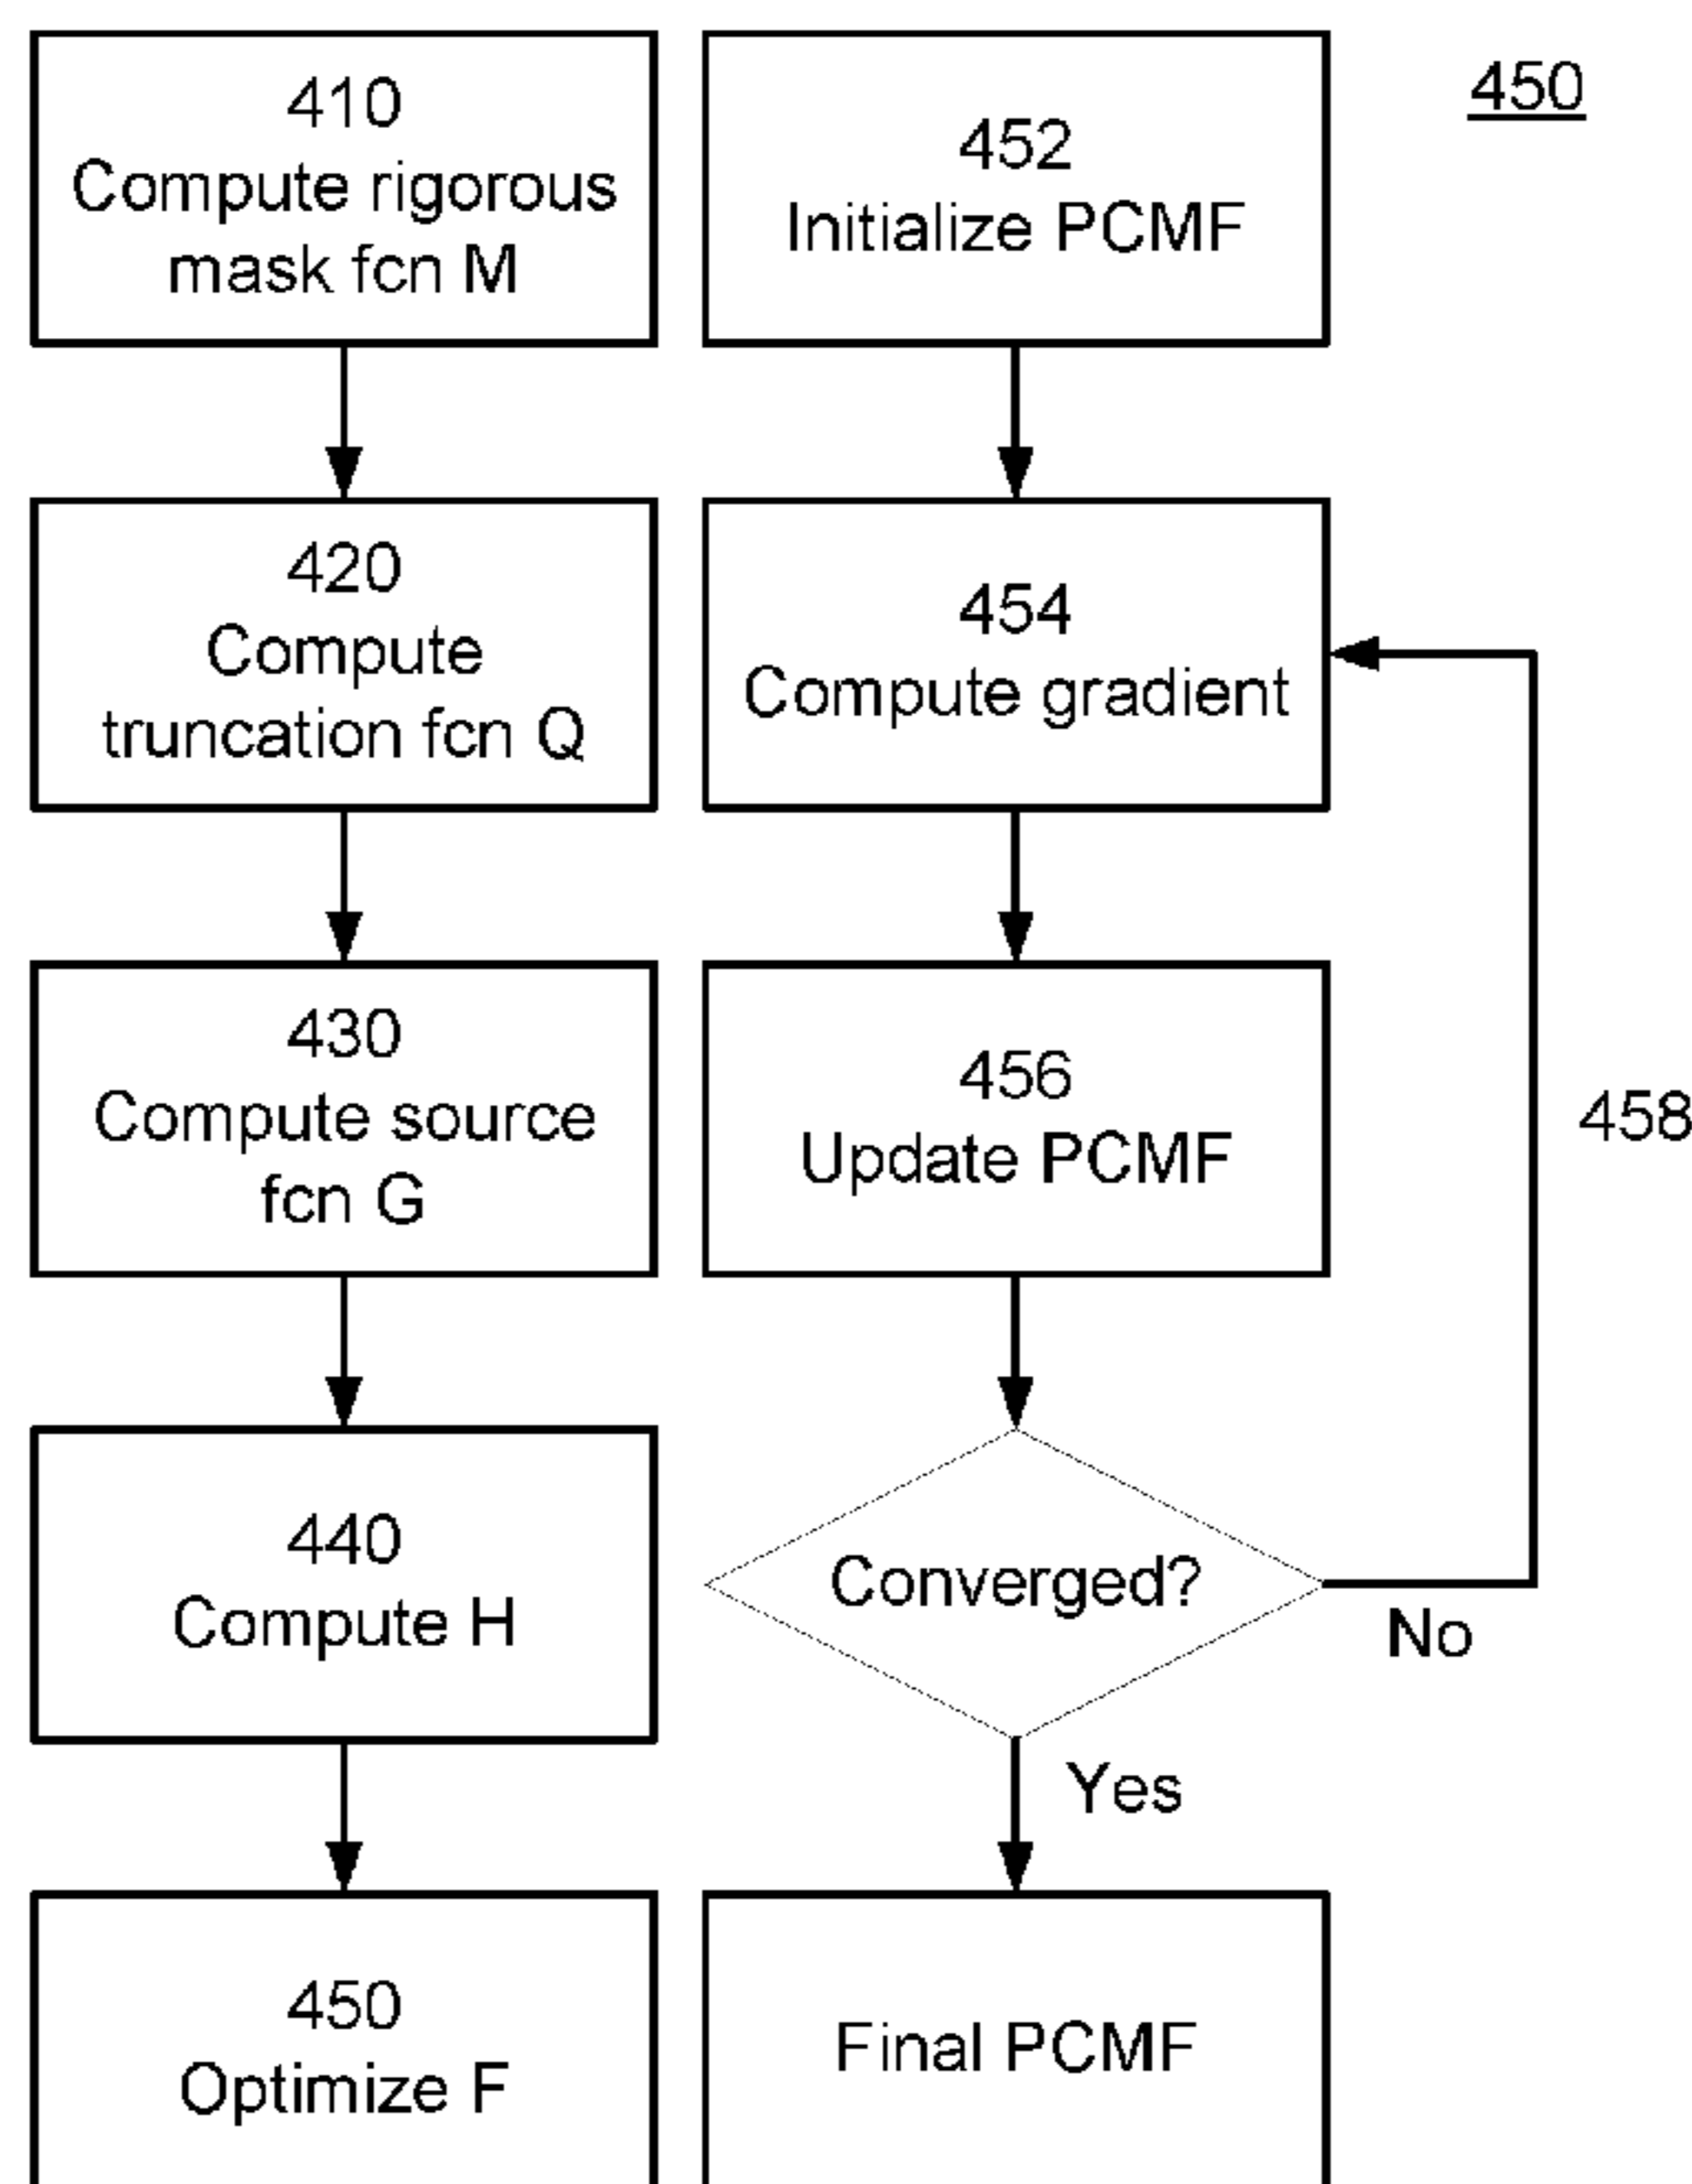 410
Compute rigorous
mask fcn M
420
Compute
truncation fcn Q
430
Compute source
fcn G
440
Compute H
450
Optimize F
450
452
Initialize PCMF
454
Compute gradient
456
Update PCMF
458
Converged?
No
Yes
Final PCMF